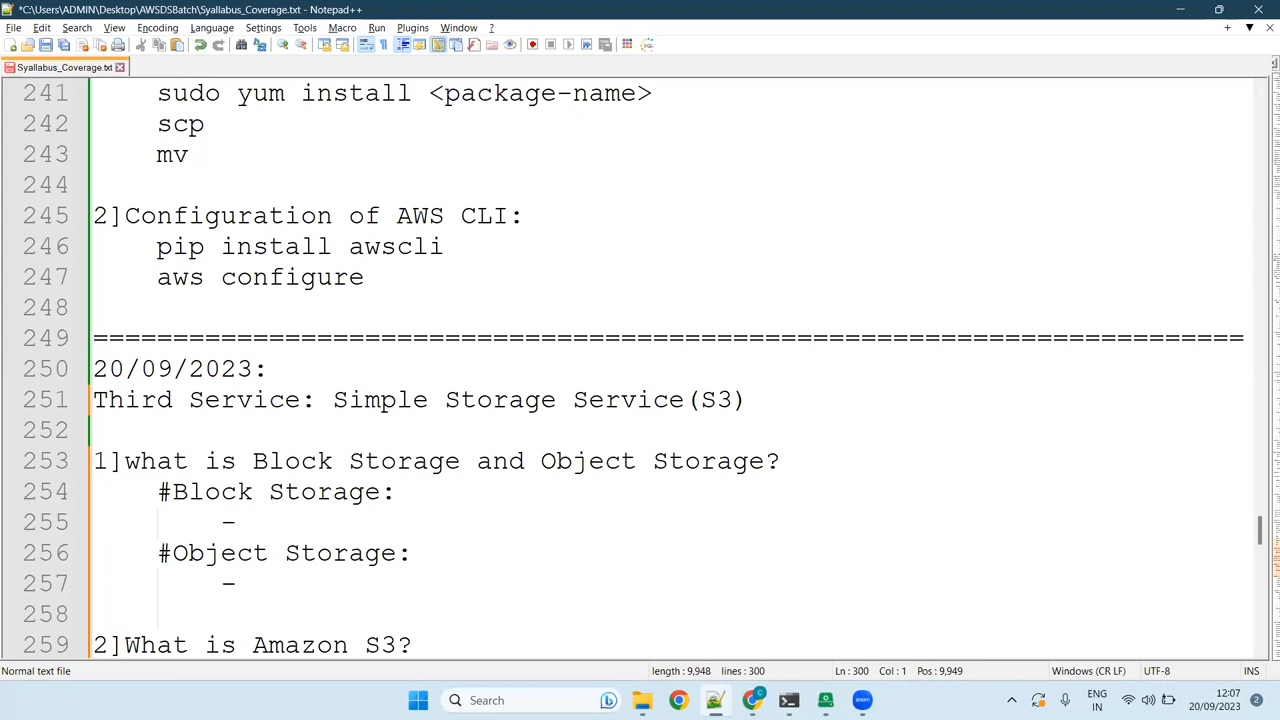 *C:\Users\ADMIN\Desktop\AWSDSBatch\Syallabus_Coverage.txt - Notepad++
File Edit Search View Encoding Language Settings Tools Macro Run Plugins Window ?
Syallabus_Coverage.txt
241 sudo yum install <package-name>
242 scp
243 mv
244
245 2]Configuration of AWS CLI:
246 pip install awscli
247 aws configure
248
249 ========================================================================
250 20/09/2023:
251 Third Service: Simple Storage Service(S3)
252
253 1]what is Block Storage and Object Storage?
254 #Block Storage:
255 -
256 #Object Storage:
257 -
258
259 2]What is Amazon S3?
Normal text file length : 9,948 lines : 300 Ln : 300 Col : 1 Pos : 9,949 Windows (CR LF) UTF-8 INS
Search ENG IN 12:07 20/09/2023 2